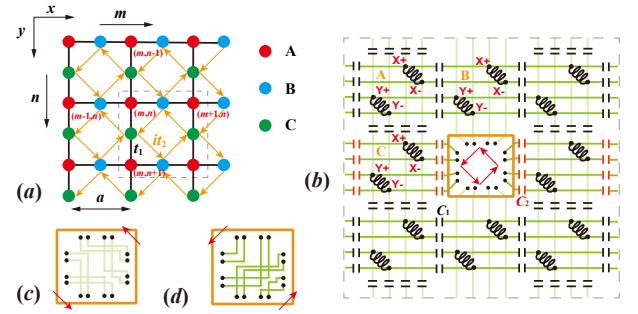 x
m
y
n
(m,n-1)
(m-1,n)
(m,n)
(m+1,n)
t₁
it₂
(m,n+1)
a
(a)
A
B
C
(c)
(d)
A
X+
Y+
X-
Y-
B
X+
Y+
X-
Y-
C
X+
Y+
X-
Y-
C₁
C₂
(b)